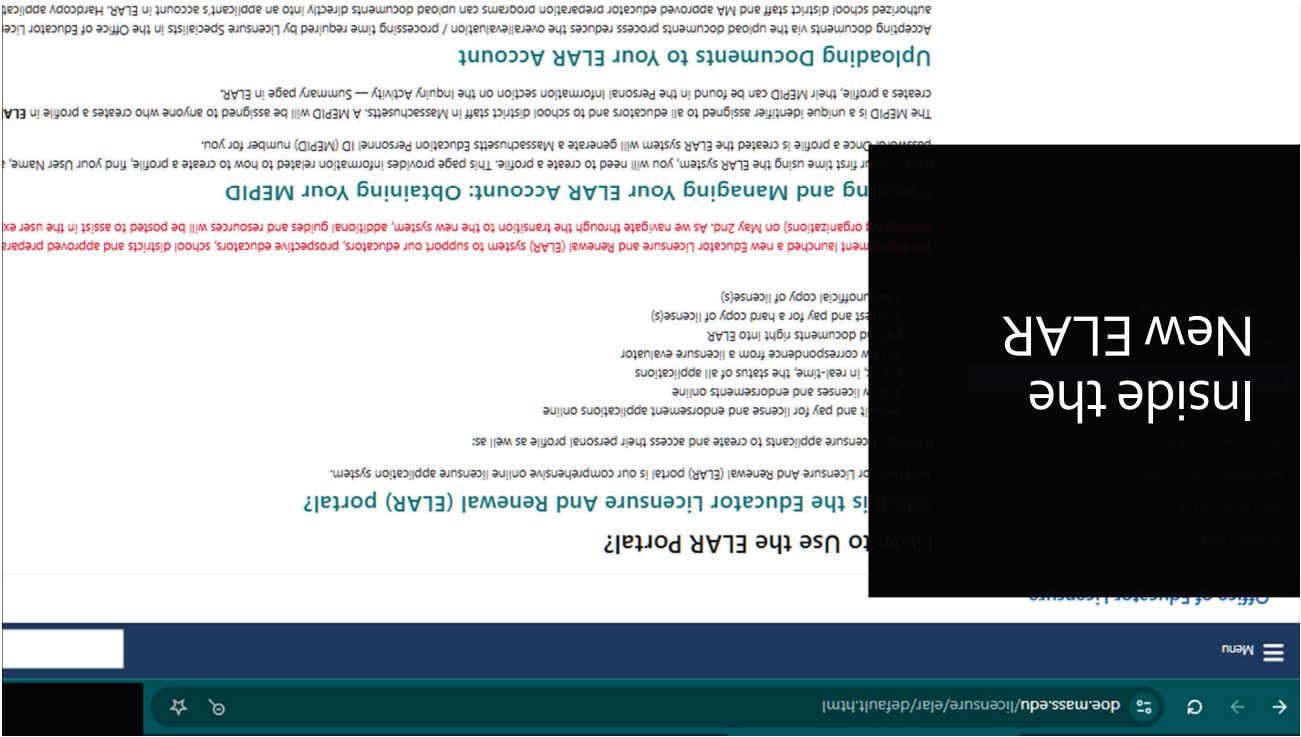 doe.mass.edu/licensure/elar/default.html
Menu
Office of Educator Licensure
Inside the
New ELAR
to Use the ELAR Portal?
is the Educator Licensure And Renewal (ELAR) portal?
Licensure And Renewal (ELAR) portal is our comprehensive online licensure application system.
licensure applicants to create and access their personal profile as well as:
and pay for license and endorsement applications online
licenses and endorsements online
in real-time, the status of all applications
correspondence from a licensure evaluator
documents right into ELAR
and pay for a hard copy of license(s)
unofficial copy of license(s)
launched a new Educator Licensure and Renewal (ELAR) system to support our educators, prospective educators, school districts and approved
organizations) on May 2nd. As we navigate through the transition to the new system, additional guides and resources will be posted to assist in the user
and Managing Your ELAR Account: Obtaining Your MEPID
first time using the ELAR system, you will need to create a profile. This page provides information related to how to create a profile, find your User Name,
password. Once a profile is created the ELAR system will generate a Massachusetts Education Personnel ID (MEPID) number for you.
The MEPID is a unique identifier assigned to all educators and to school district staff in Massachusetts. A MEPID will be assigned to anyone who creates a profile in
creates a profile, their MEPID can be found in the Personal Information section on the Inquiry Activity — Summary page in ELAR.
Uploading Documents to Your ELAR Account
Accepting documents via the upload documents process reduces the overall evaluation / processing time required by Licensure Specialists in the Office of Educator
authorized school district staff and MA approved educator preparation programs can upload documents directly into an applicant's account in ELAR. Hardcopy